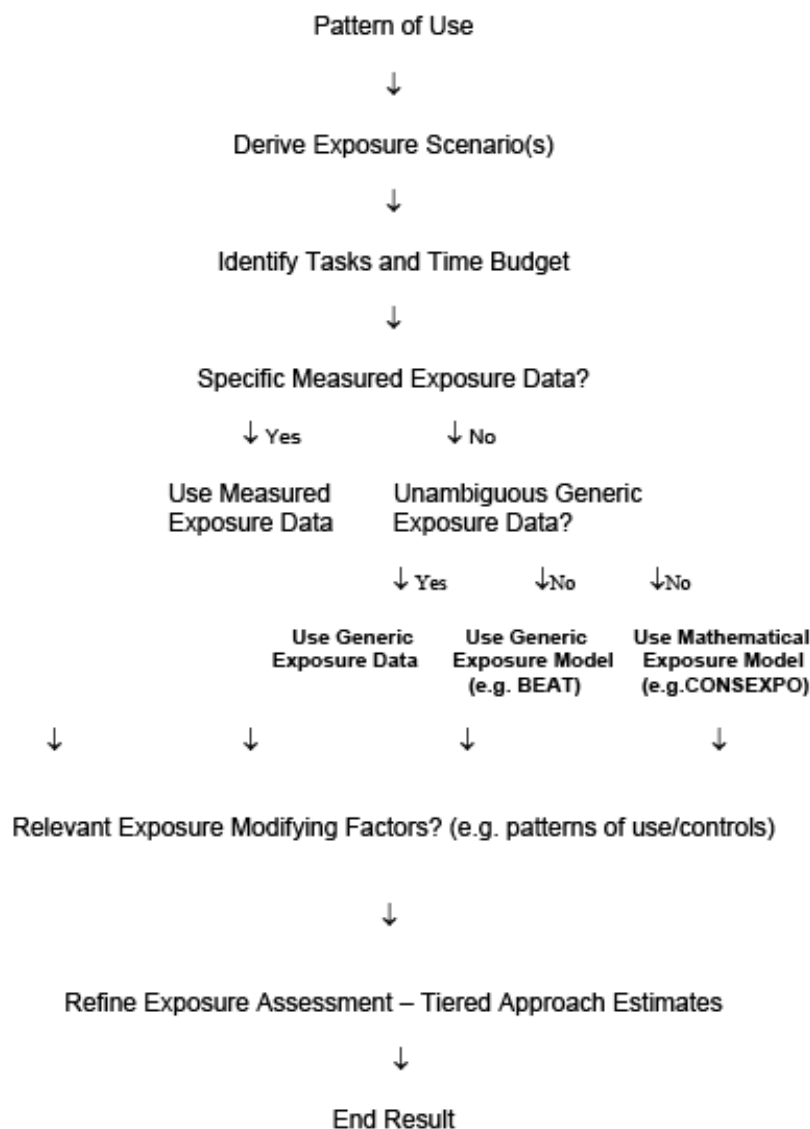 Pattern of Use
↓
Derive Exposure Scenario(s)
↓
Identify Tasks and Time Budget
↓
Specific Measured Exposure Data?
↓ Yes ↓ No
Use Measured Unambiguous Generic
Exposure Data Exposure Data?
↓ Yes ↓No ↓No
Use Generic Use Generic Use Mathematical
Exposure Data Exposure Model Exposure Model
(e.g. BEAT) (e.g.CONSEXPO)
↓ ↓ ↓ ↓
Relevant Exposure Modifying Factors? (e.g. patterns of use/controls)
↓
Refine Exposure Assessment – Tiered Approach Estimates
↓
End Result